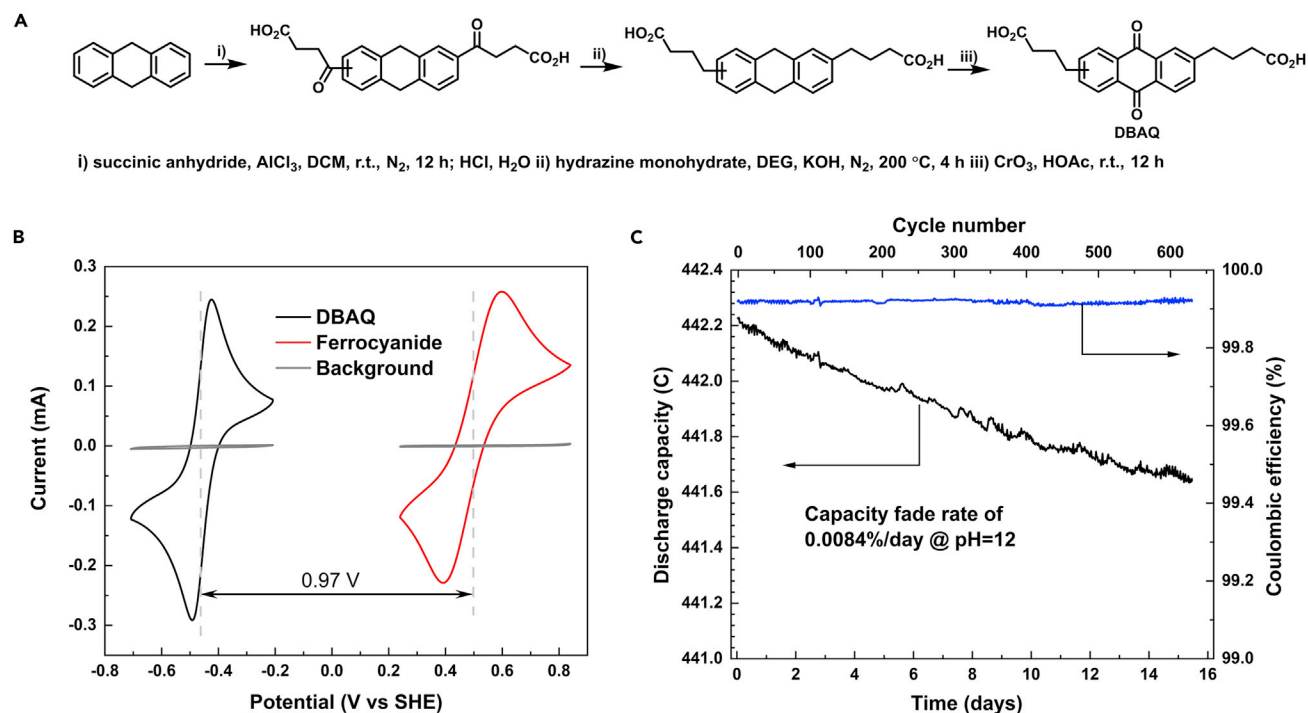 A
i)
HO₂C
O
O
CO₂H
ii)
HO₂C
CO₂H
iii)
HO₂C
O
O
CO₂H
DBAQ
i) succinic anhydride, AlCl₃, DCM, r.t., N₂, 12 h; HCl, H₂O ii) hydrazine monohydrate, DEG, KOH, N₂, 200 °C, 4 h iii) CrO₃, HOAc, r.t., 12 h
B
0.3
0.2
0.1
0.0
-0.1
-0.2
-0.3
Current (mA)
DBAQ
Ferrocyanide
Background
0.97 V
-0.8 -0.6 -0.4 -0.2 0.0 0.2 0.4 0.6 0.8
Potential (V vs SHE)
C
Cycle number
0 100 200 300 400 500 600
442.4
442.2
442.0
441.8
441.6
441.4
441.2
441.0
Discharge capacity (C)
Capacity fade rate of
0.0084%/day @ pH=12
100.0
99.8
99.6
99.4
99.2
99.0
Coulombic efficiency (%)
0 2 4 6 8 10 12 14 16
Time (days)